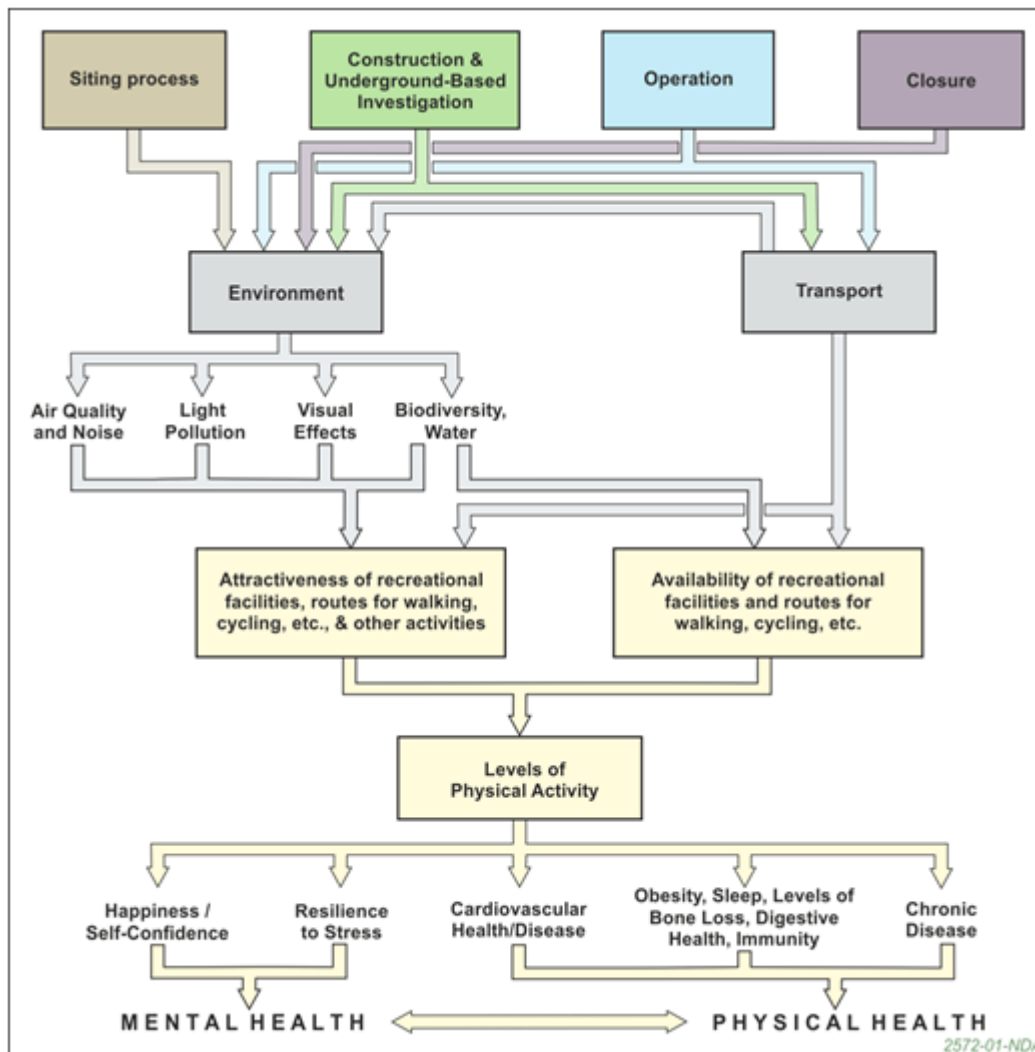 Siting process
Construction &
Underground-Based
Investigation
Operation
Closure
Environment
Transport
Air Quality
and Noise
Light
Pollution
Visual
Effects
Biodiversity,
Water
Attractiveness of recreational
facilities, routes for walking,
cycling, etc., & other activities
Availability of recreational
facilities and routes for
walking, cycling, etc.
Levels of
Physical Activity
Happiness /
Self-Confidence
Resilience
to Stress
Cardiovascular
Health/Disease
Obesity, Sleep, Levels of
Bone Loss, Digestive
Health, Immunity
Chronic
Disease
MENTAL HEALTH
PHYSICAL HEALTH
2572-01-NDA